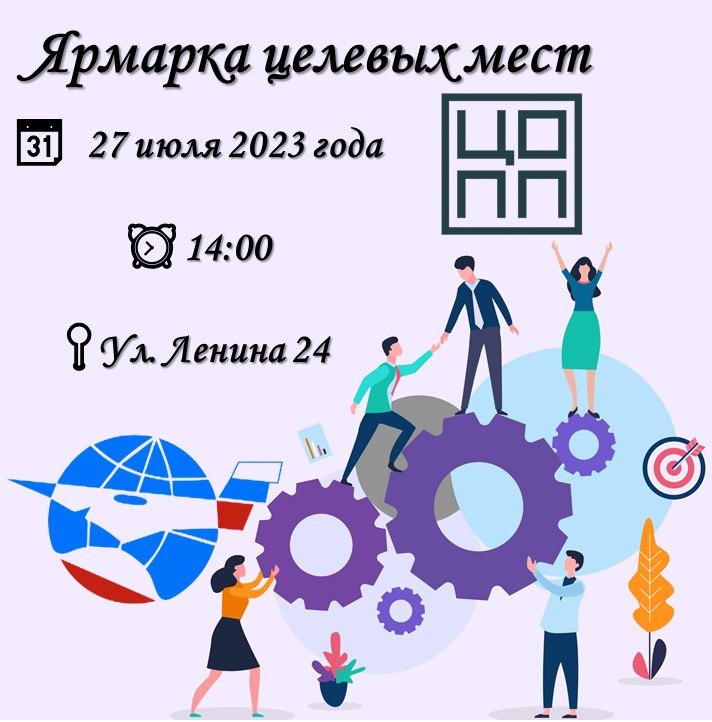 Ярмарка целевых мест
31
27 июля 2023 года
ЦО
ПП
14:00
Ул. Ленина 24